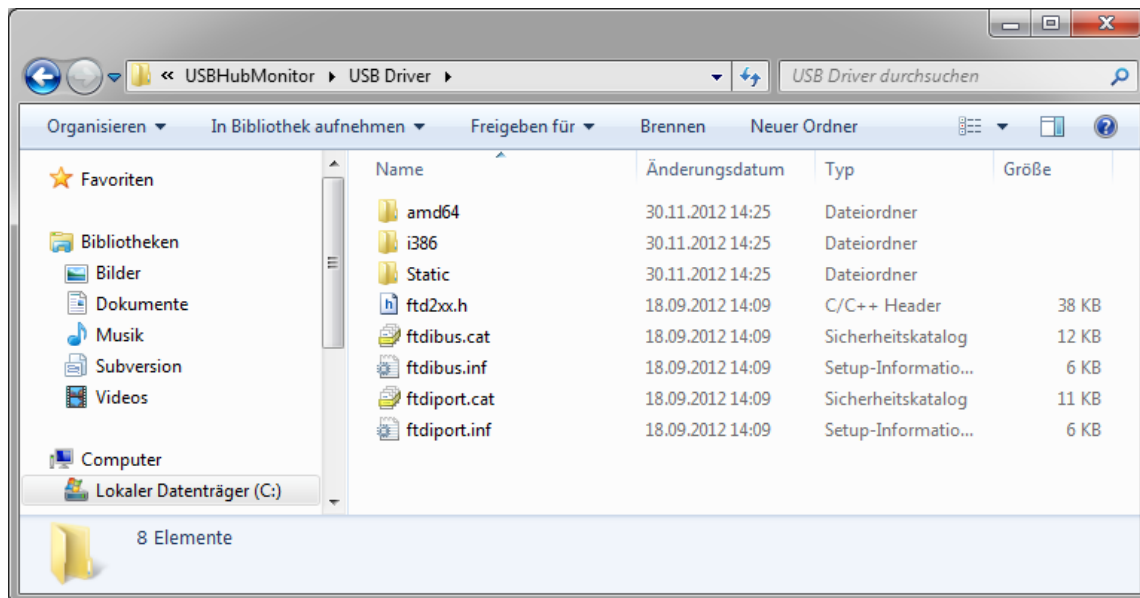 « USBHubMonitor ▸ USB Driver ▸ USB Driver durchsuchen
Organisieren In Bibliothek aufnehmen Freigeben für Brennen Neuer Ordner
Favoriten
Bibliotheken
Bilder
Dokumente
Musik
Subversion
Videos
Computer
Lokaler Datenträger (C:)
Name Änderungsdatum Typ Größe
amd64 30.11.2012 14:25 Dateiordner
i386 30.11.2012 14:25 Dateiordner
Static 30.11.2012 14:25 Dateiordner
h ftd2xx.h 18.09.2012 14:09 C/C++ Header 38 KB
ftdibus.cat 18.09.2012 14:09 Sicherheitskatalog 12 KB
ftdibus.inf 18.09.2012 14:09 Setup-Informatio... 6 KB
ftdiport.cat 18.09.2012 14:09 Sicherheitskatalog 11 KB
ftdiport.inf 18.09.2012 14:09 Setup-Informatio... 6 KB
8 Elemente